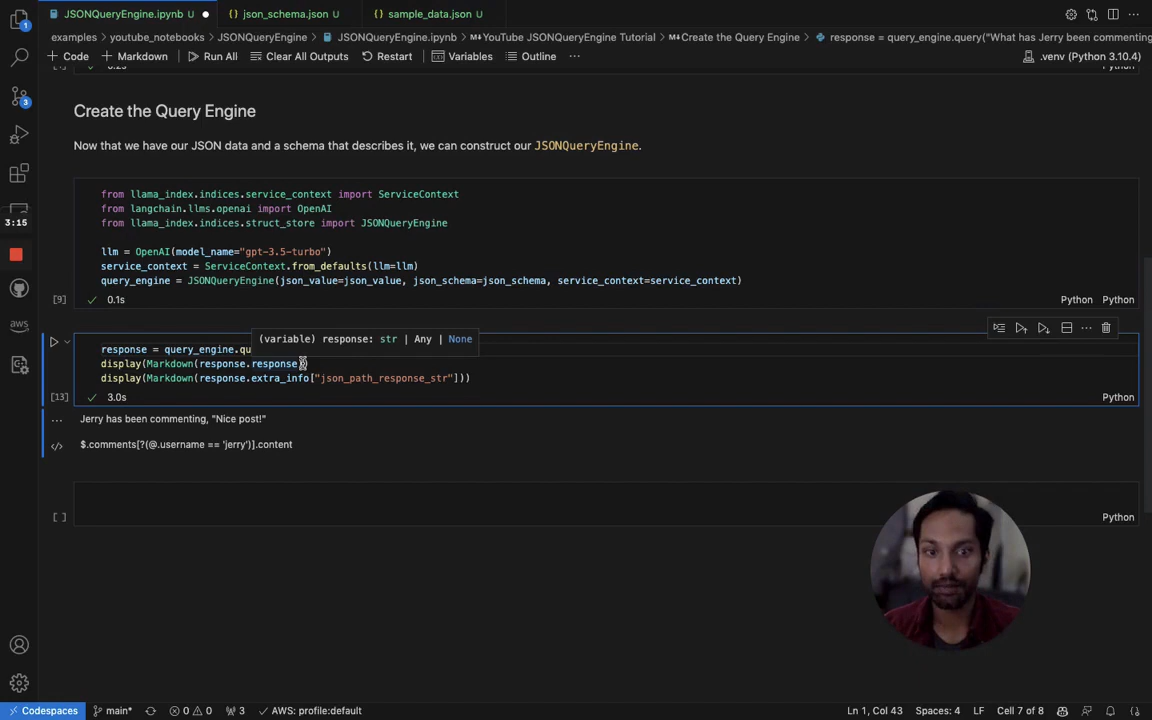 JSONQueryEngine.ipynb U
json_schema.json U
sample_data.json U
examples > youtube_notebooks > JSONQueryEngine > JSONQueryEngine.ipynb > YouTube JSONQueryEngine Tutorial > Create the Query Engine > response = query_engine.query("What has Jerry been commenting
+ Code + Markdown Run All Clear All Outputs Restart Variables Outline ... .venv (Python 3.10.4)
Create the Query Engine
Now that we have our JSON data and a schema that describes it, we can construct our JSONQueryEngine.
from llama_index.indices.service_context import ServiceContext
from langchain.llms.openai import OpenAI
3:15
from llama_index.indices.struct_store import JSONQueryEngine
llm = OpenAI(model_name="gpt-3.5-turbo")
service_context = ServiceContext.from_defaults(llm=llm)
query_engine = JSONQueryEngine(json_value=json_value, json_schema=json_schema, service_context=service_context)
[9] 0.1s Python Python
(variable) response: str | Any | None
response = query_engine.qu
display(Markdown(response.response)
display(Markdown(response.extra_info["json_path_response_str"]))
[13] 3.0s Python
Jerry has been commenting, "Nice post!"
$.comments[?(@.username == 'jerry')].content
[ ] Python
aws
1
3
Codespaces main* 0 0 3 AWS: profile:default Ln 1, Col 43 Spaces: 4 LF Cell 7 of 8